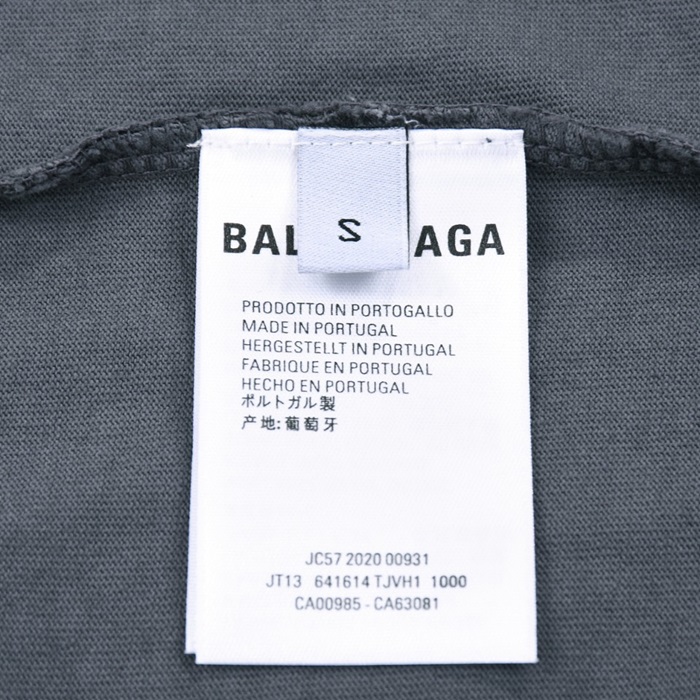 BAL AGA
S
PRODOTTO IN PORTOGALLO
MADE IN PORTUGAL
HERGESTELLT IN PORTUGAL
FABRIQUE EN PORTUGAL
HECHO EN PORTUGAL
ポルトガル製
产地:葡萄牙
JC57 2020 00931
JT13 641614 TJVH1 1000
CA00985 - CA63081